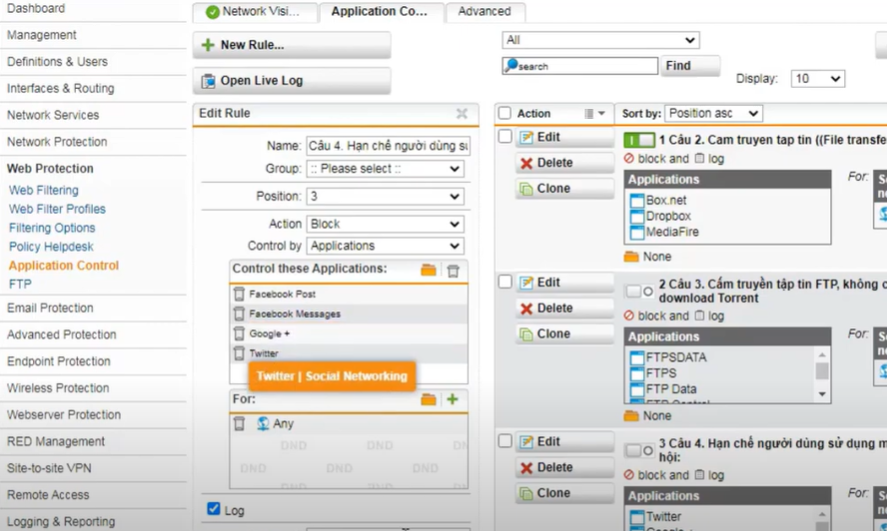 Dashboard
Management
Definitions & Users
Interfaces & Routing
Network Services
Network Protection
Web Protection
Web Filtering
Web Filter Profiles
Filtering Options
Policy Helpdesk
Application Control
FTP
Email Protection
Advanced Protection
Endpoint Protection
Wireless Protection
Webserver Protection
RED Management
Site-to-site VPN
Remote Access
Logging & Reporting
Network Visi...
Application Co...
Advanced
New Rule...
Open Live Log
All
search
Find
Display: 10
Edit Rule
Name: Câu 4. Hạn chế người dùng sử
Group: :: Please select ::
Position: 3
Action Block
Control by Applications
Control these Applications:
Facebook Post
Facebook Messages
Google +
Twitter
Twitter | Social Networking
For:
Any
DND DND DN
DND DND DND
DND DND DN
Log
Action
Sort by: Position asc
Edit
Delete
Clone
1 Câu 2. Cam truyen tap tin ((File transfe
block and log
Applications
For:
Box.net
Dropbox
MediaFire
None
Edit
Delete
Clone
2 Câu 3. Cấm truyền tập tin FTP, không c
download Torrent
block and log
Applications
For:
FTPSDATA
FTPS
FTP Data
FTP Control
None
Edit
Delete
Clone
3 Câu 4. Hạn chế người dùng sử dụng m
hội:
block and log
Applications
For:
Twitter